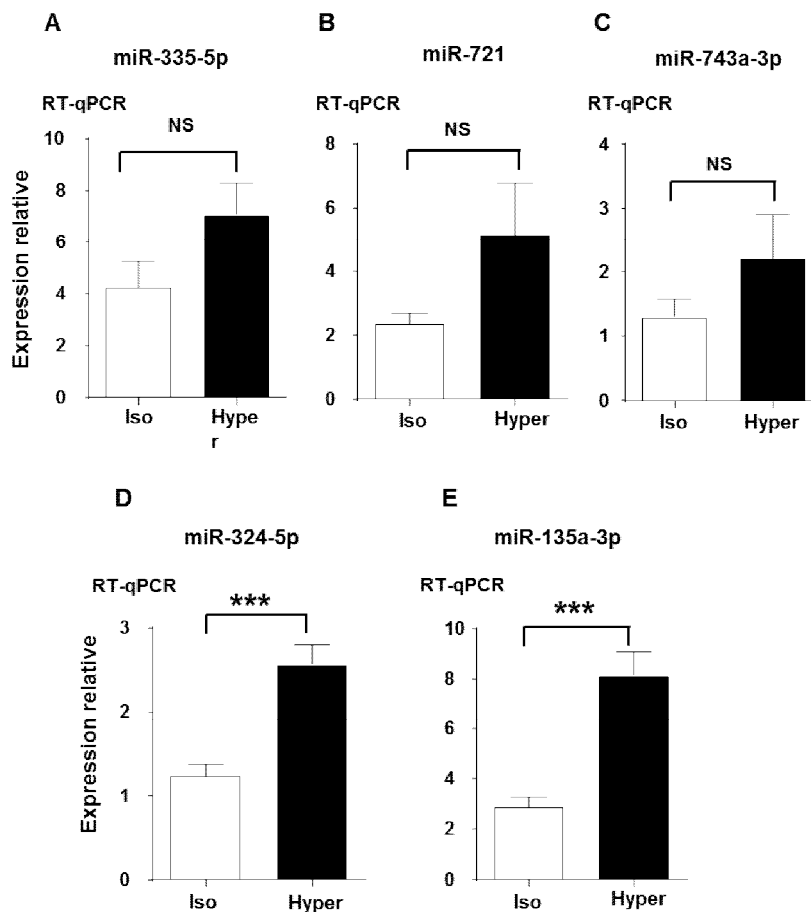 A
miR-335-5p
RT-qPCR
NS
Expression relative
10
8
6
4
2
0
Iso
Hype
r
B
miR-721
RT-qPCR
NS
8
6
4
2
0
Iso
Hyper
C
miR-743a-3p
RT-qPCR
NS
4
3
2
1
0
Iso
Hyper
D
miR-324-5p
RT-qPCR
***
Expression relative
3
2
1
0
Iso
Hyper
E
miR-135a-3p
RT-qPCR
***
10
8
6
4
2
0
Iso
Hyper